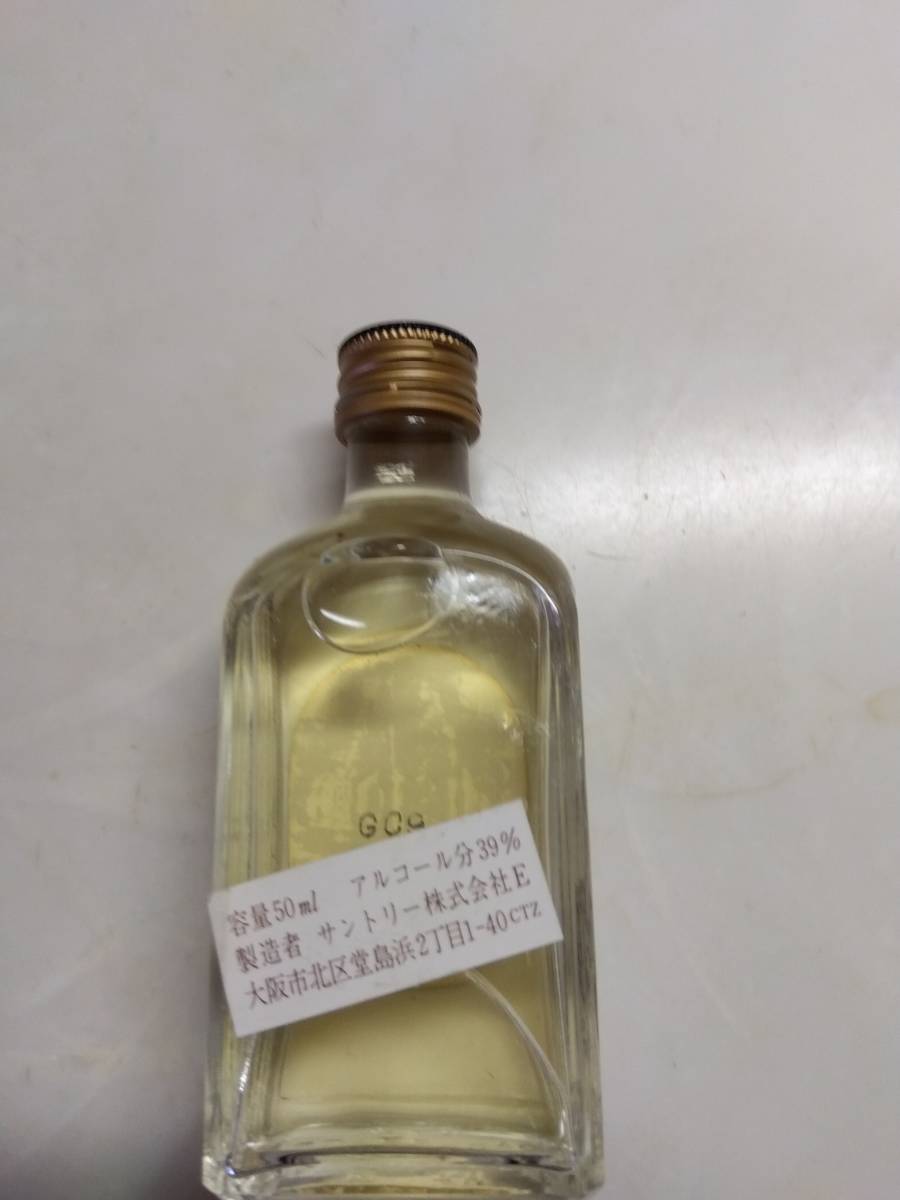 GC9
容量50ml アルコール分39%
製造者 サントリー株式会社E
大阪市北区堂島浜2丁目1-40CTZ